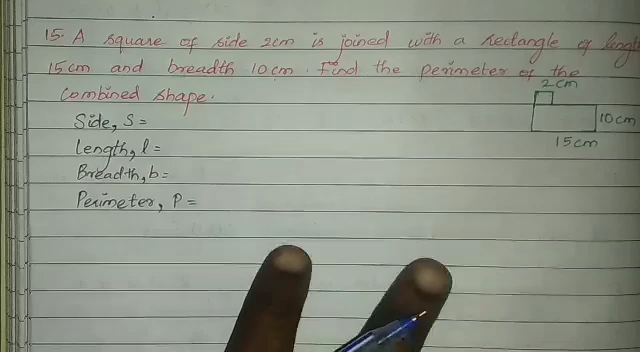 15. A square of side 2cm is joined with a rectangle of length
15cm and breadth 10cm. Find the perimeter of the
combined shape.
2cm
10cm
15cm
Side, S =
Length, l =
Breadth, b =
Perimeter, P =